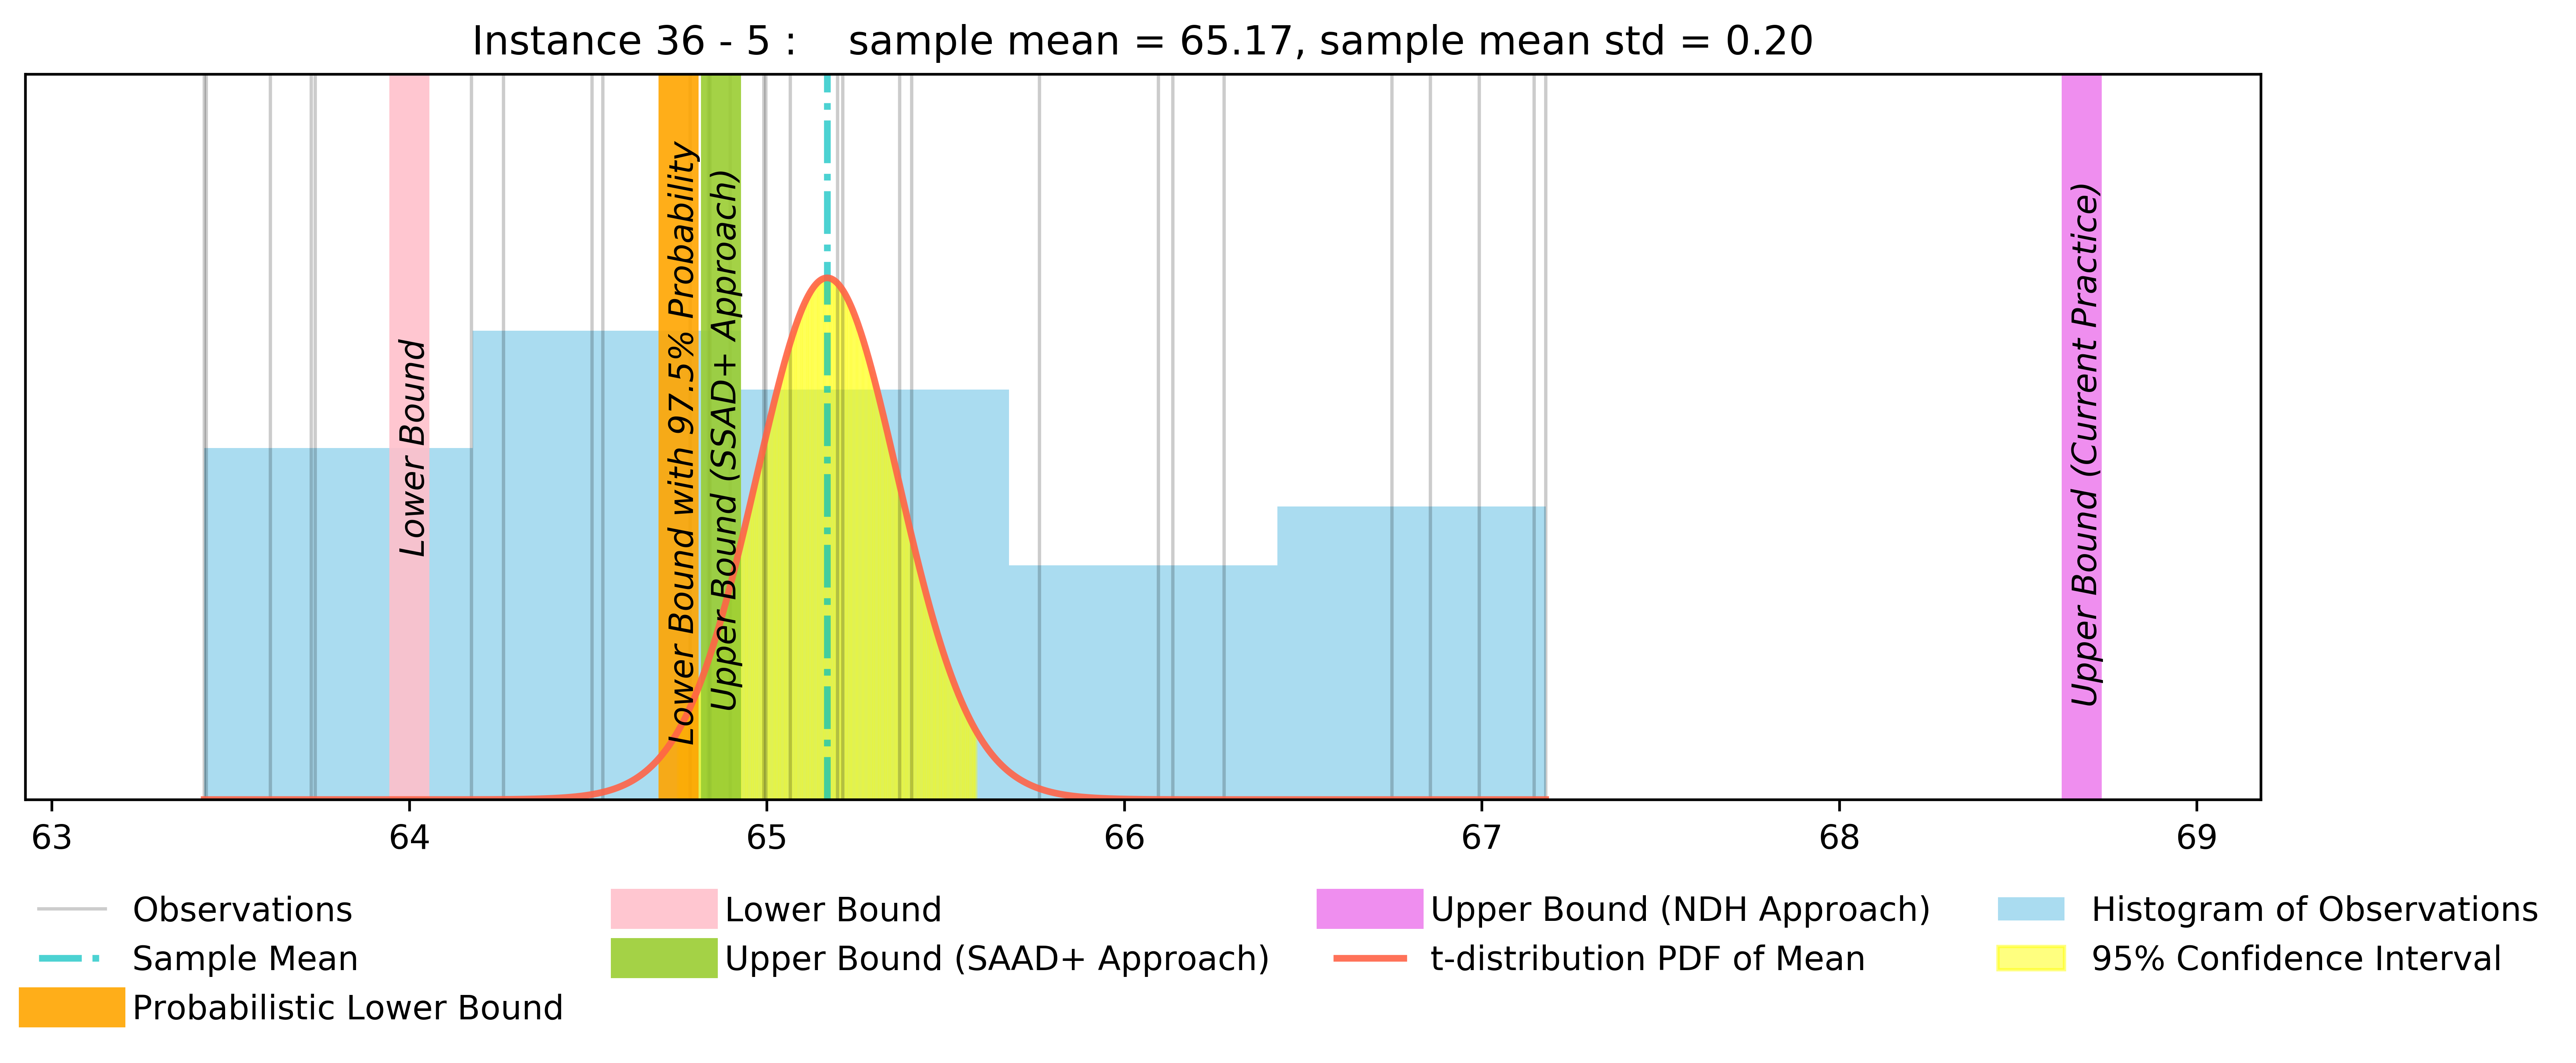 Instance 36 - 5 :    sample mean = 65.17, sample mean std = 0.20
Lower Bound
Lower Bound with 97.5% Probability
Upper Bound (SSAD+ Approach)
Upper Bound (Current Practice)
63 64 65 66 67 68 69
Observations
Sample Mean
Probabilistic Lower Bound
Lower Bound
Upper Bound (SAAD+ Approach)
Upper Bound (NDH Approach)
t-distribution PDF of Mean
Histogram of Observations
95% Confidence Interval